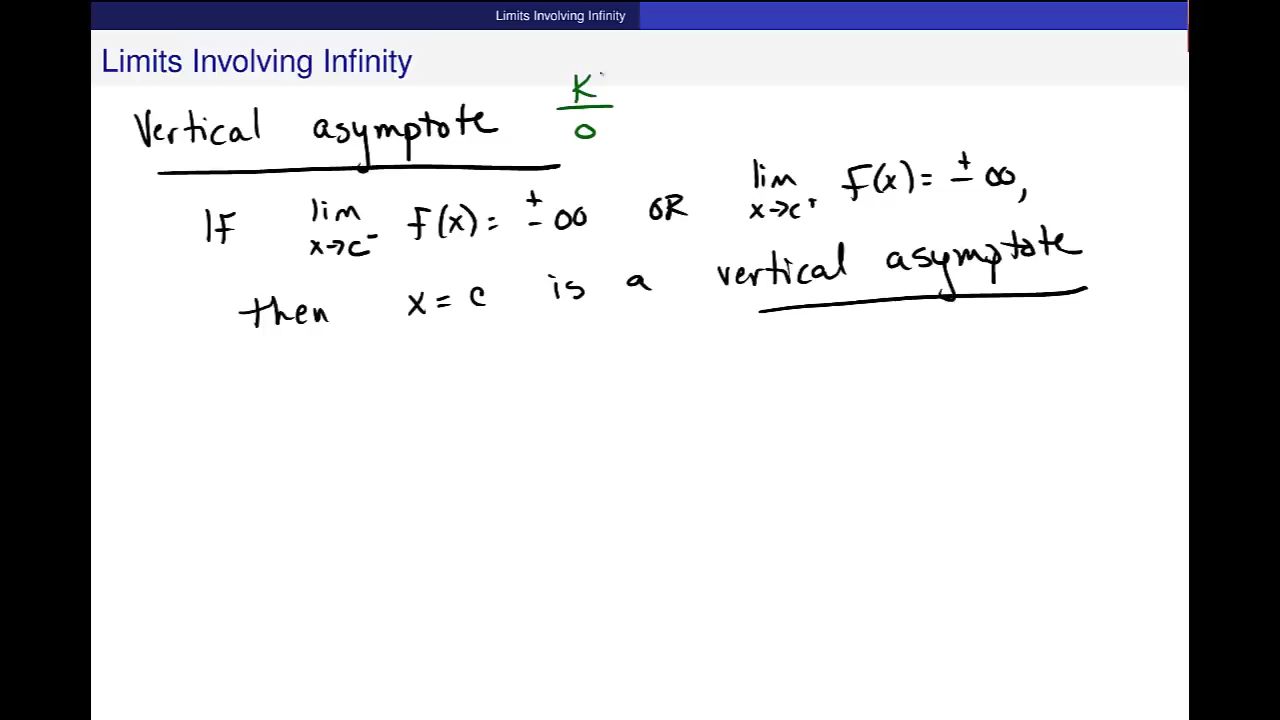 Limits Involving Infinity
Limits Involving Infinity
Vertical asymptote K/0
If lim x→c⁻ f(x) = ±∞ OR lim x→c⁺ f(x) = ±∞,
then x = c is a vertical asymptote